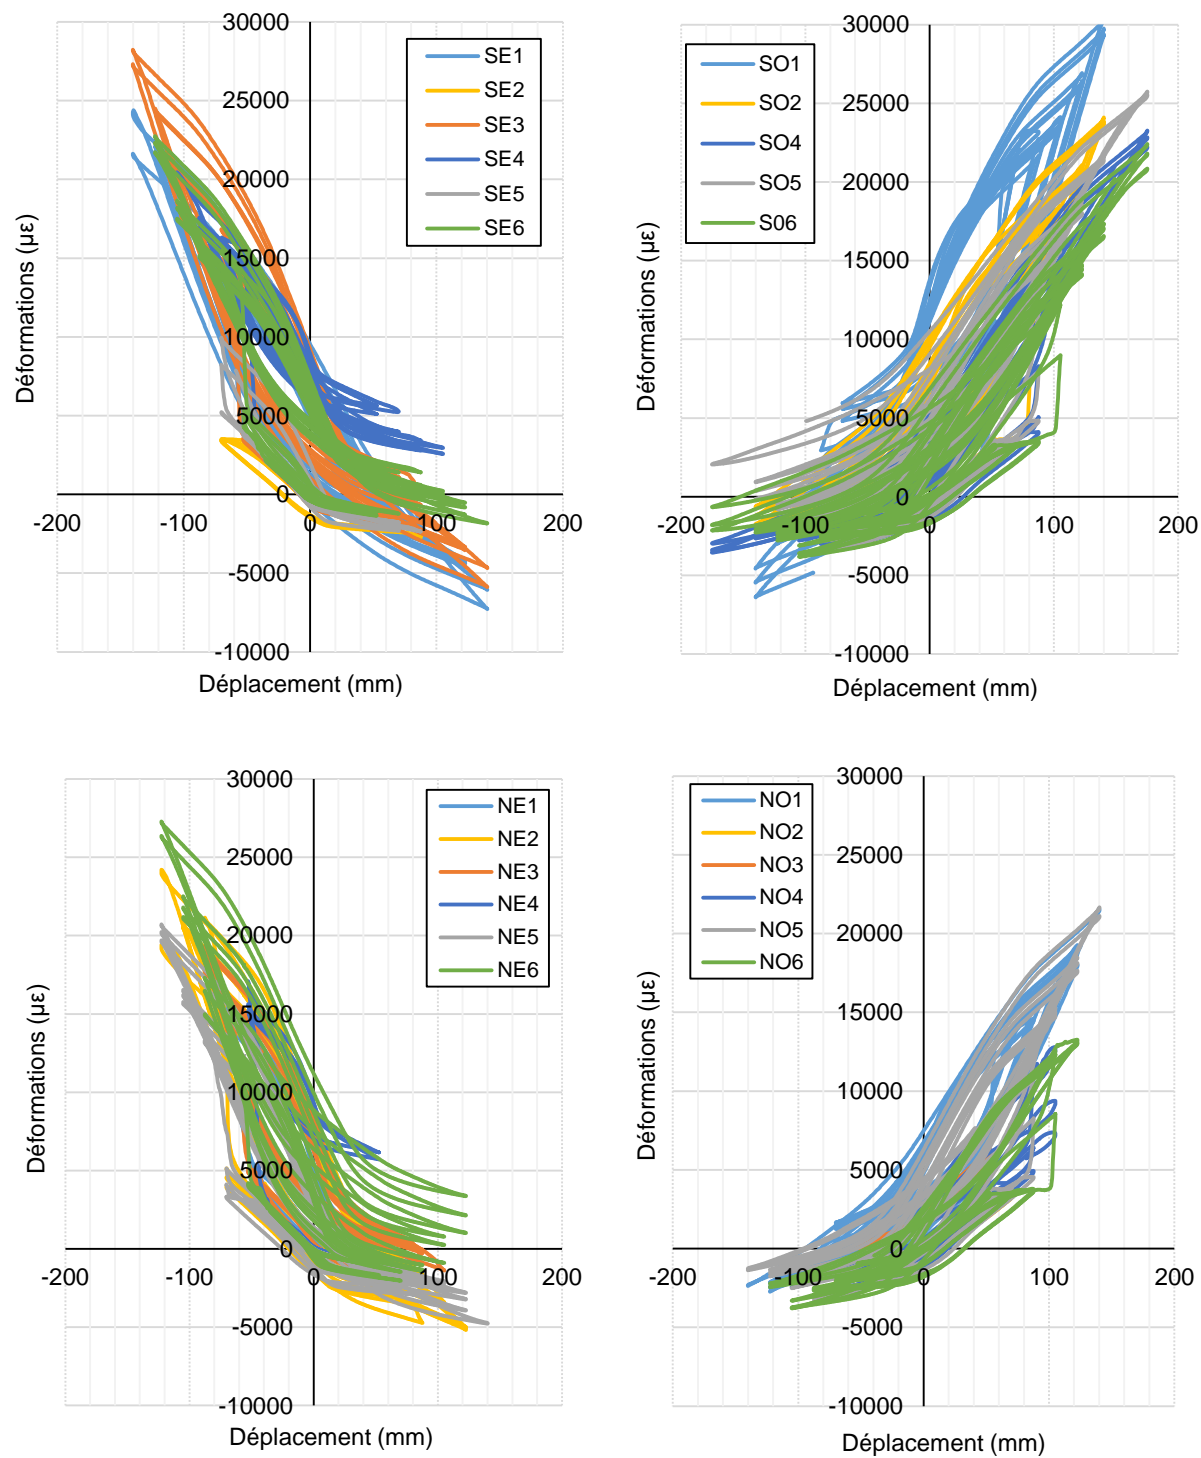 30000
25000
20000
15000
10000
5000
0
-5000
-10000
-200
-100
0
100
200
Déformations (με)
Déplacement (mm)
SE1
SE2
SE3
SE4
SE5
SE6
30000
25000
20000
15000
10000
5000
0
-5000
-10000
-200
-100
0
100
200
Déformations (με)
Déplacement (mm)
SO1
SO2
SO4
SO5
S06
30000
25000
20000
15000
10000
5000
0
-5000
-10000
-200
-100
0
100
200
Déformations (με)
Déplacement (mm)
NE1
NE2
NE3
NE4
NE5
NE6
30000
25000
20000
15000
10000
5000
0
-5000
-10000
-200
-100
0
100
200
Déformations (με)
Déplacement (mm)
NO1
NO2
NO3
NO4
NO5
NO6